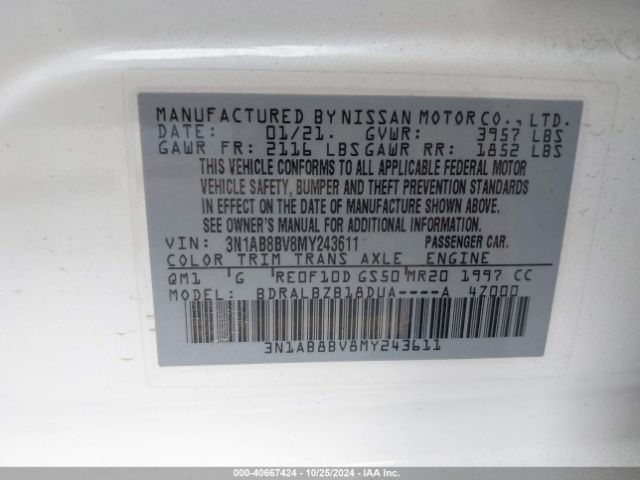 MANUFACTURED BY NISSAN MOTOR CO., LTD.
DATE: 01/21. GVWR: 3957 LBS
GAWR FR: 2116 LBS GAWR RR: 1852 LBS
THIS VEHICLE CONFORMS TO ALL APPLICABLE FEDERAL MOTOR
VEHICLE SAFETY, BUMPER AND THEFT PREVENTION STANDARDS
IN EFFECT ON THE DATE OF MANUFACTURE SHOWN ABOVE.
SEE OWNER'S MANUAL FOR ADDITIONAL INFORMATION
VIN: 3N1AB8BV8MY243611 PASSENGER CAR.
COLOR TRIM TRANS AXLE ENGINE
QM1 G RE0F10D GS50 MR20 1997 CC
MODEL: BDRALBZB18DUA----A 4Z000
3N1AB8BV8MY243611
000-40667424 | 10/25/2024 - IAA Inc.